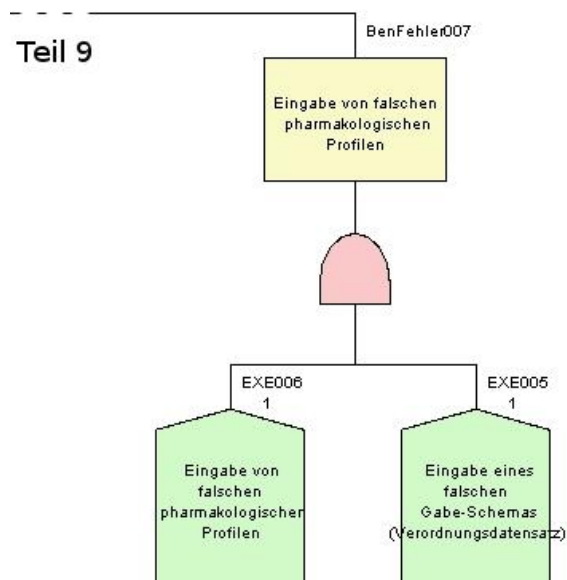 Teil 9
BenFehler007
Eingabe von falschen
pharmakologischen
Profilen
EXE006
1
EXE005
1
Eingabe von
falschen
pharmakologischen
Profilen
Eingabe eines
falschen
Gabe-Schemas
(Verordnungsdatensatz)